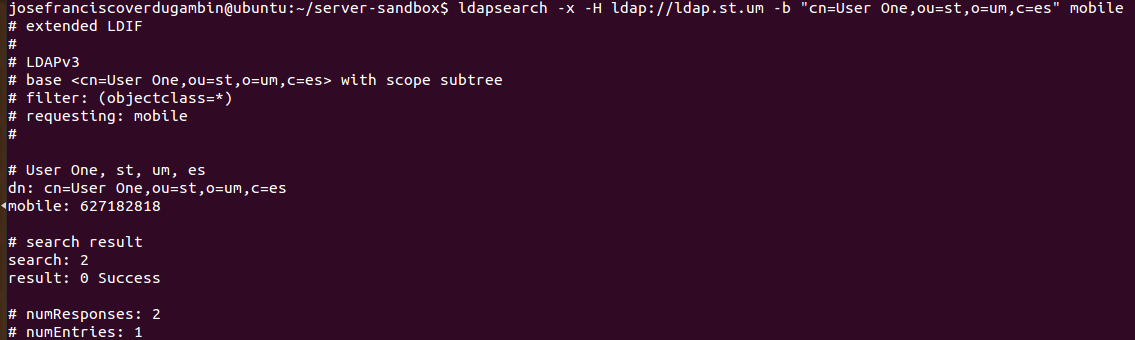 josefranciscoverdugambin@ubuntu:~/server-sandbox$ ldapsearch -x -H ldap://ldap.st.um -b "cn=User One,ou=st,o=um,c=es" mobile
# extended LDIF
#
# LDAPv3
# base <cn=User One,ou=st,o=um,c=es> with scope subtree
# filter: (objectclass=*)
# requesting: mobile
#
# User One, st, um, es
dn: cn=User One,ou=st,o=um,c=es
mobile: 627182818
# search result
search: 2
result: 0 Success
# numResponses: 2
# numEntries: 1